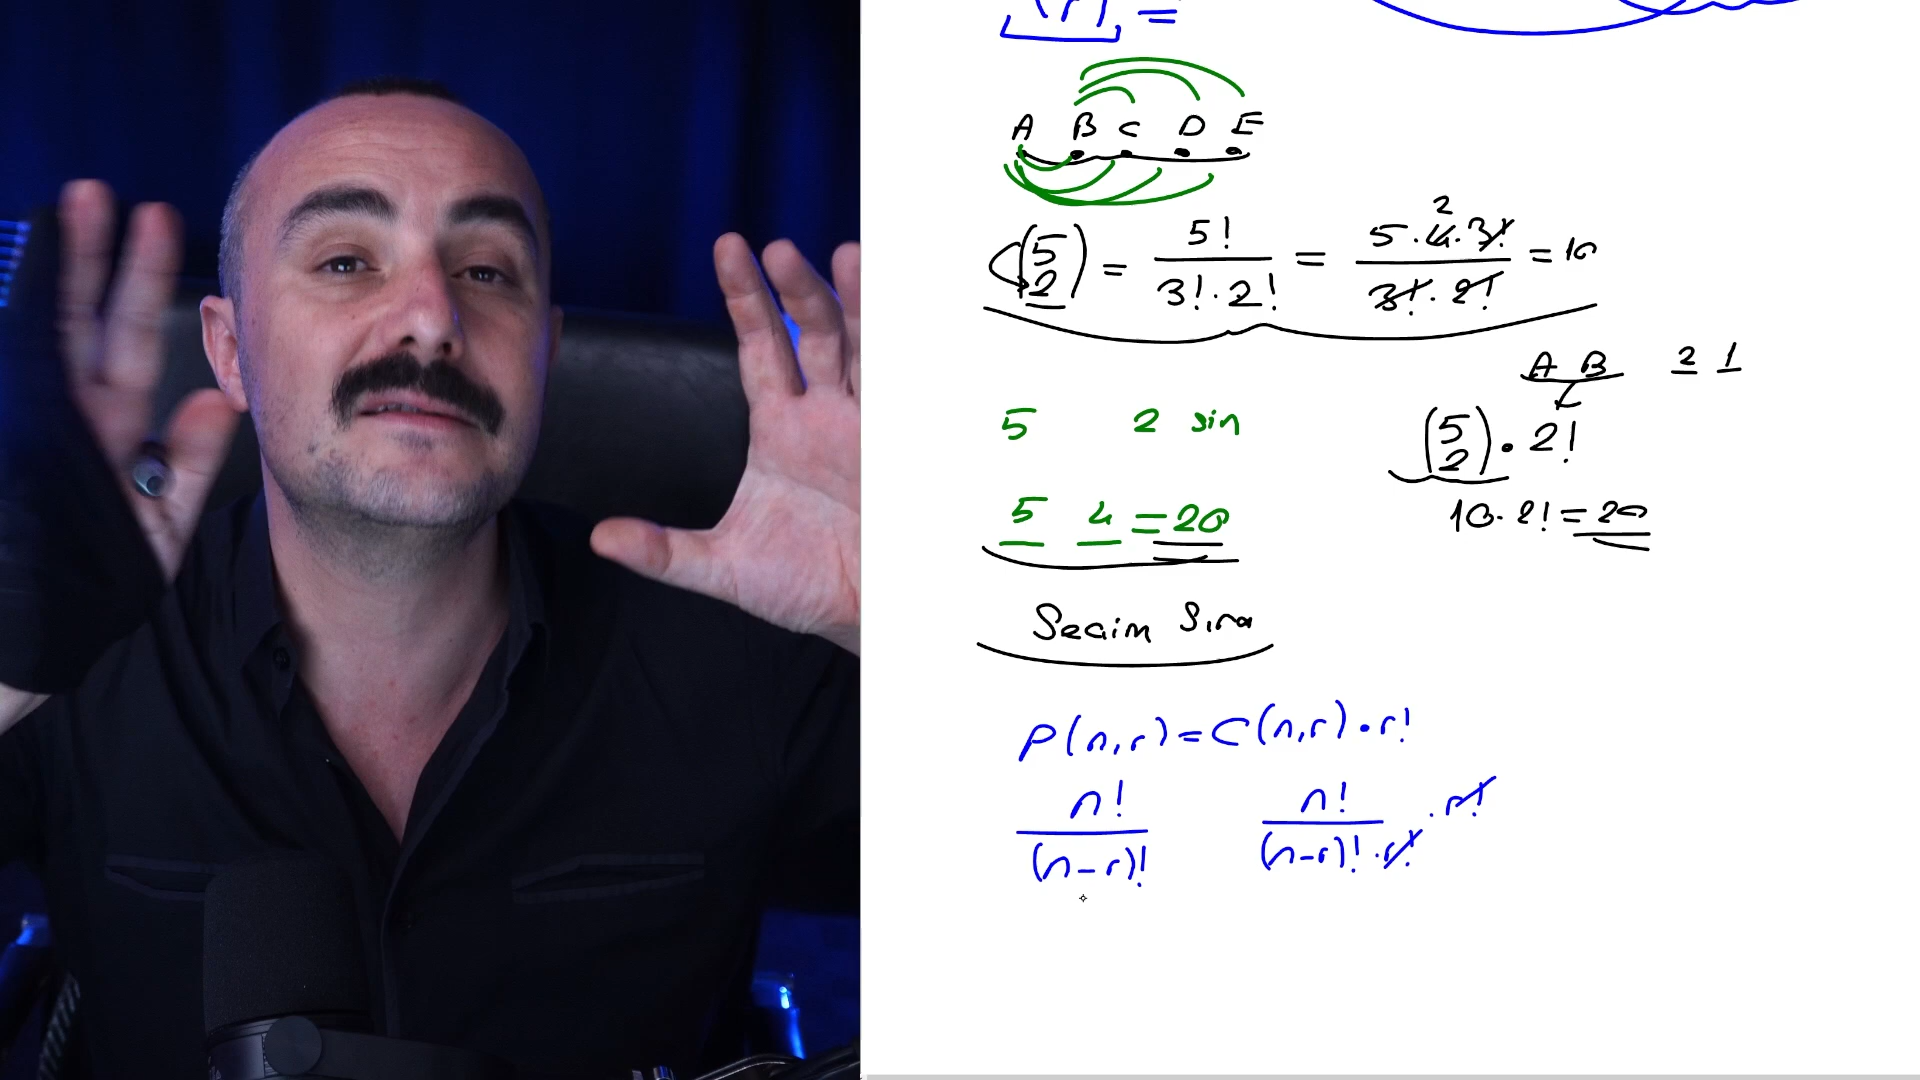 (r) =
A B C D E
(5 2) = 5! / 3! · 2! = 5 · 4 · 3! / 3! · 2! = 10
2
A B 2 1
5 2 sin
(5 2) · 2!
5 4 = 20
10 · 2! = 20
Seçim Sıra
P(n,r) = C(n,r) · r!
n! / (n-r)!
n! / (n-r)! · r! · r!